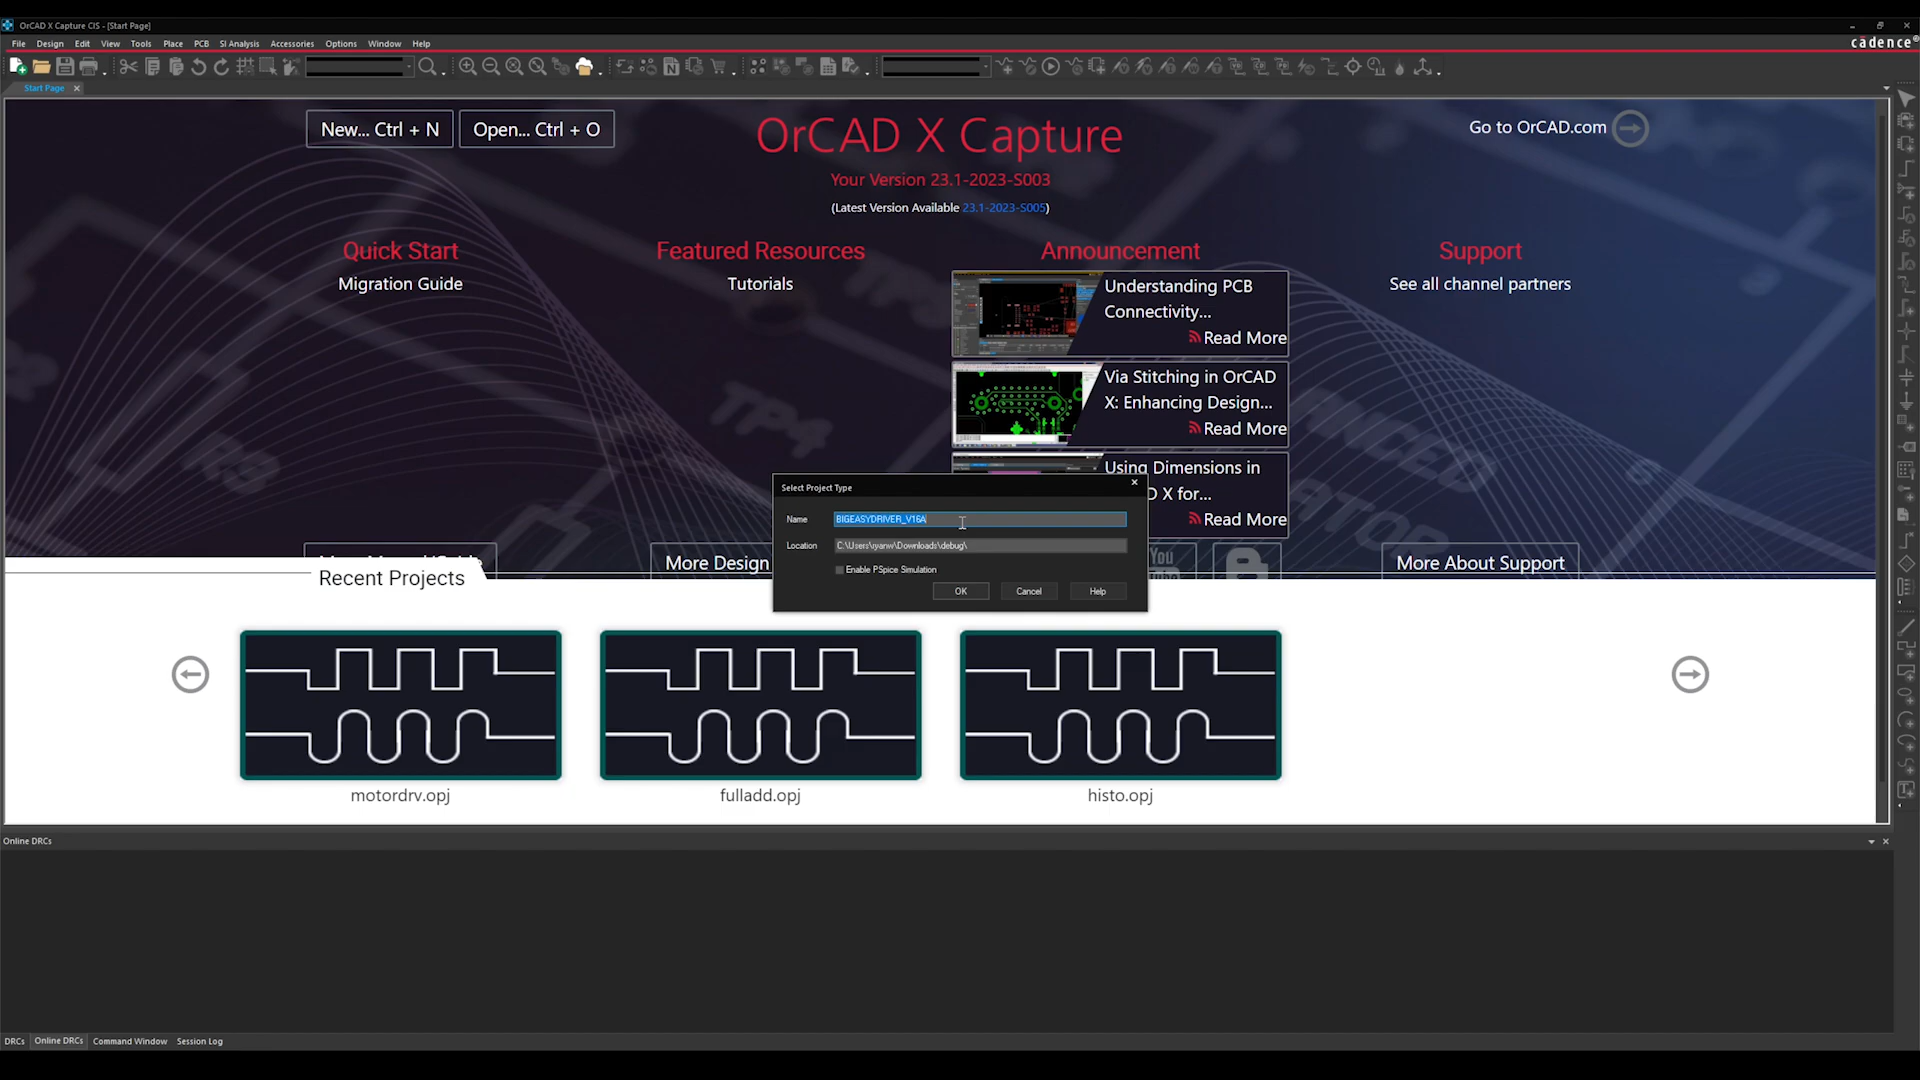 OrCAD X Capture CIS - [Start Page]
File Design Edit View Tools Place PCB SI Analysis Accessories Options Window Help
cādence®
Start Page
New... Ctrl + N
Open... Ctrl + O
OrCAD X Capture
Go to OrCAD.com
Your Version 23.1-2023-S003
(Latest Version Available 23.1-2023-S005)
Quick Start
Featured Resources
Announcement
Support
Migration Guide
Tutorials
See all channel partners
Understanding PCB
Connectivity...
Read More
Via Stitching in OrCAD
X: Enhancing Design...
Read More
Using Dimensions in
D X for...
Read More
TP4
Select Project Type
Name
BIGEASYDRIVER_V16A
Location
C:\Users\ryanw\Downloads\debug\
Enable PSpice Simulation
OK
Cancel
Help
More Design
You
More About Support
Recent Projects
motordrv.opj
fulladd.opj
histo.opj
Online DRCs
DRCs
Online DRCs
Command Window
Session Log